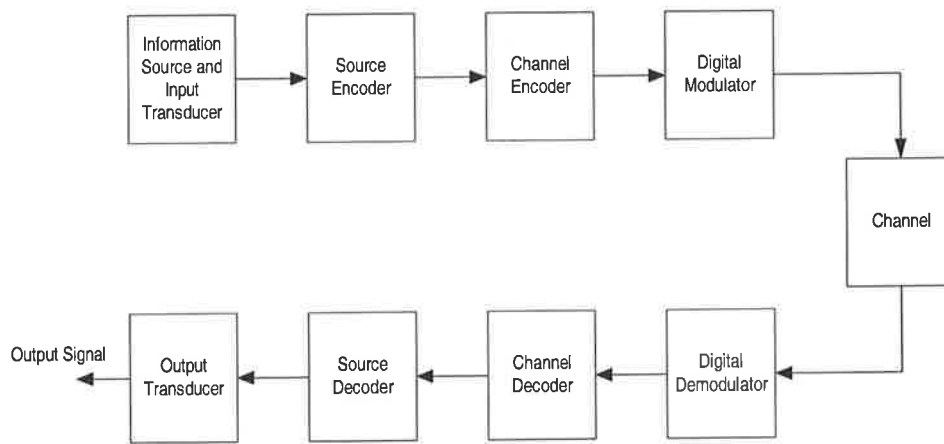 Information
Source and
Input
Transducer
Source
Encoder
Channel
Encoder
Digital
Modulator
Channel
Output Signal
Output
Transducer
Source
Decoder
Channel
Decoder
Digital
Demodulator